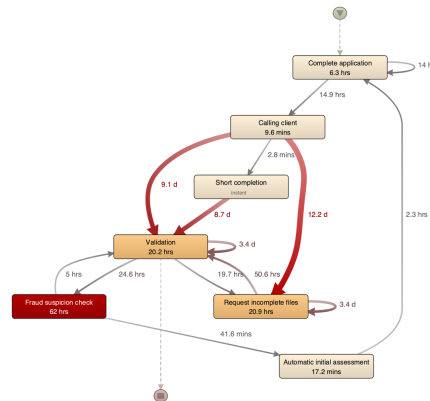 Complete application
6.3 hrs
14 h
14.9 hrs
Calling client
9.6 mins
2.8 mins
9.1 d
Short completion
instant
12.2 d
2.3 hrs
8.7 d
Validation
20.2 hrs
3.4 d
5 hrs
24.6 hrs
19.7 hrs
50.6 hrs
Fraud suspicion check
62 hrs
Request incomplete files
20.9 hrs
3.4 d
41.6 mins
Automatic initial assessment
17.2 mins